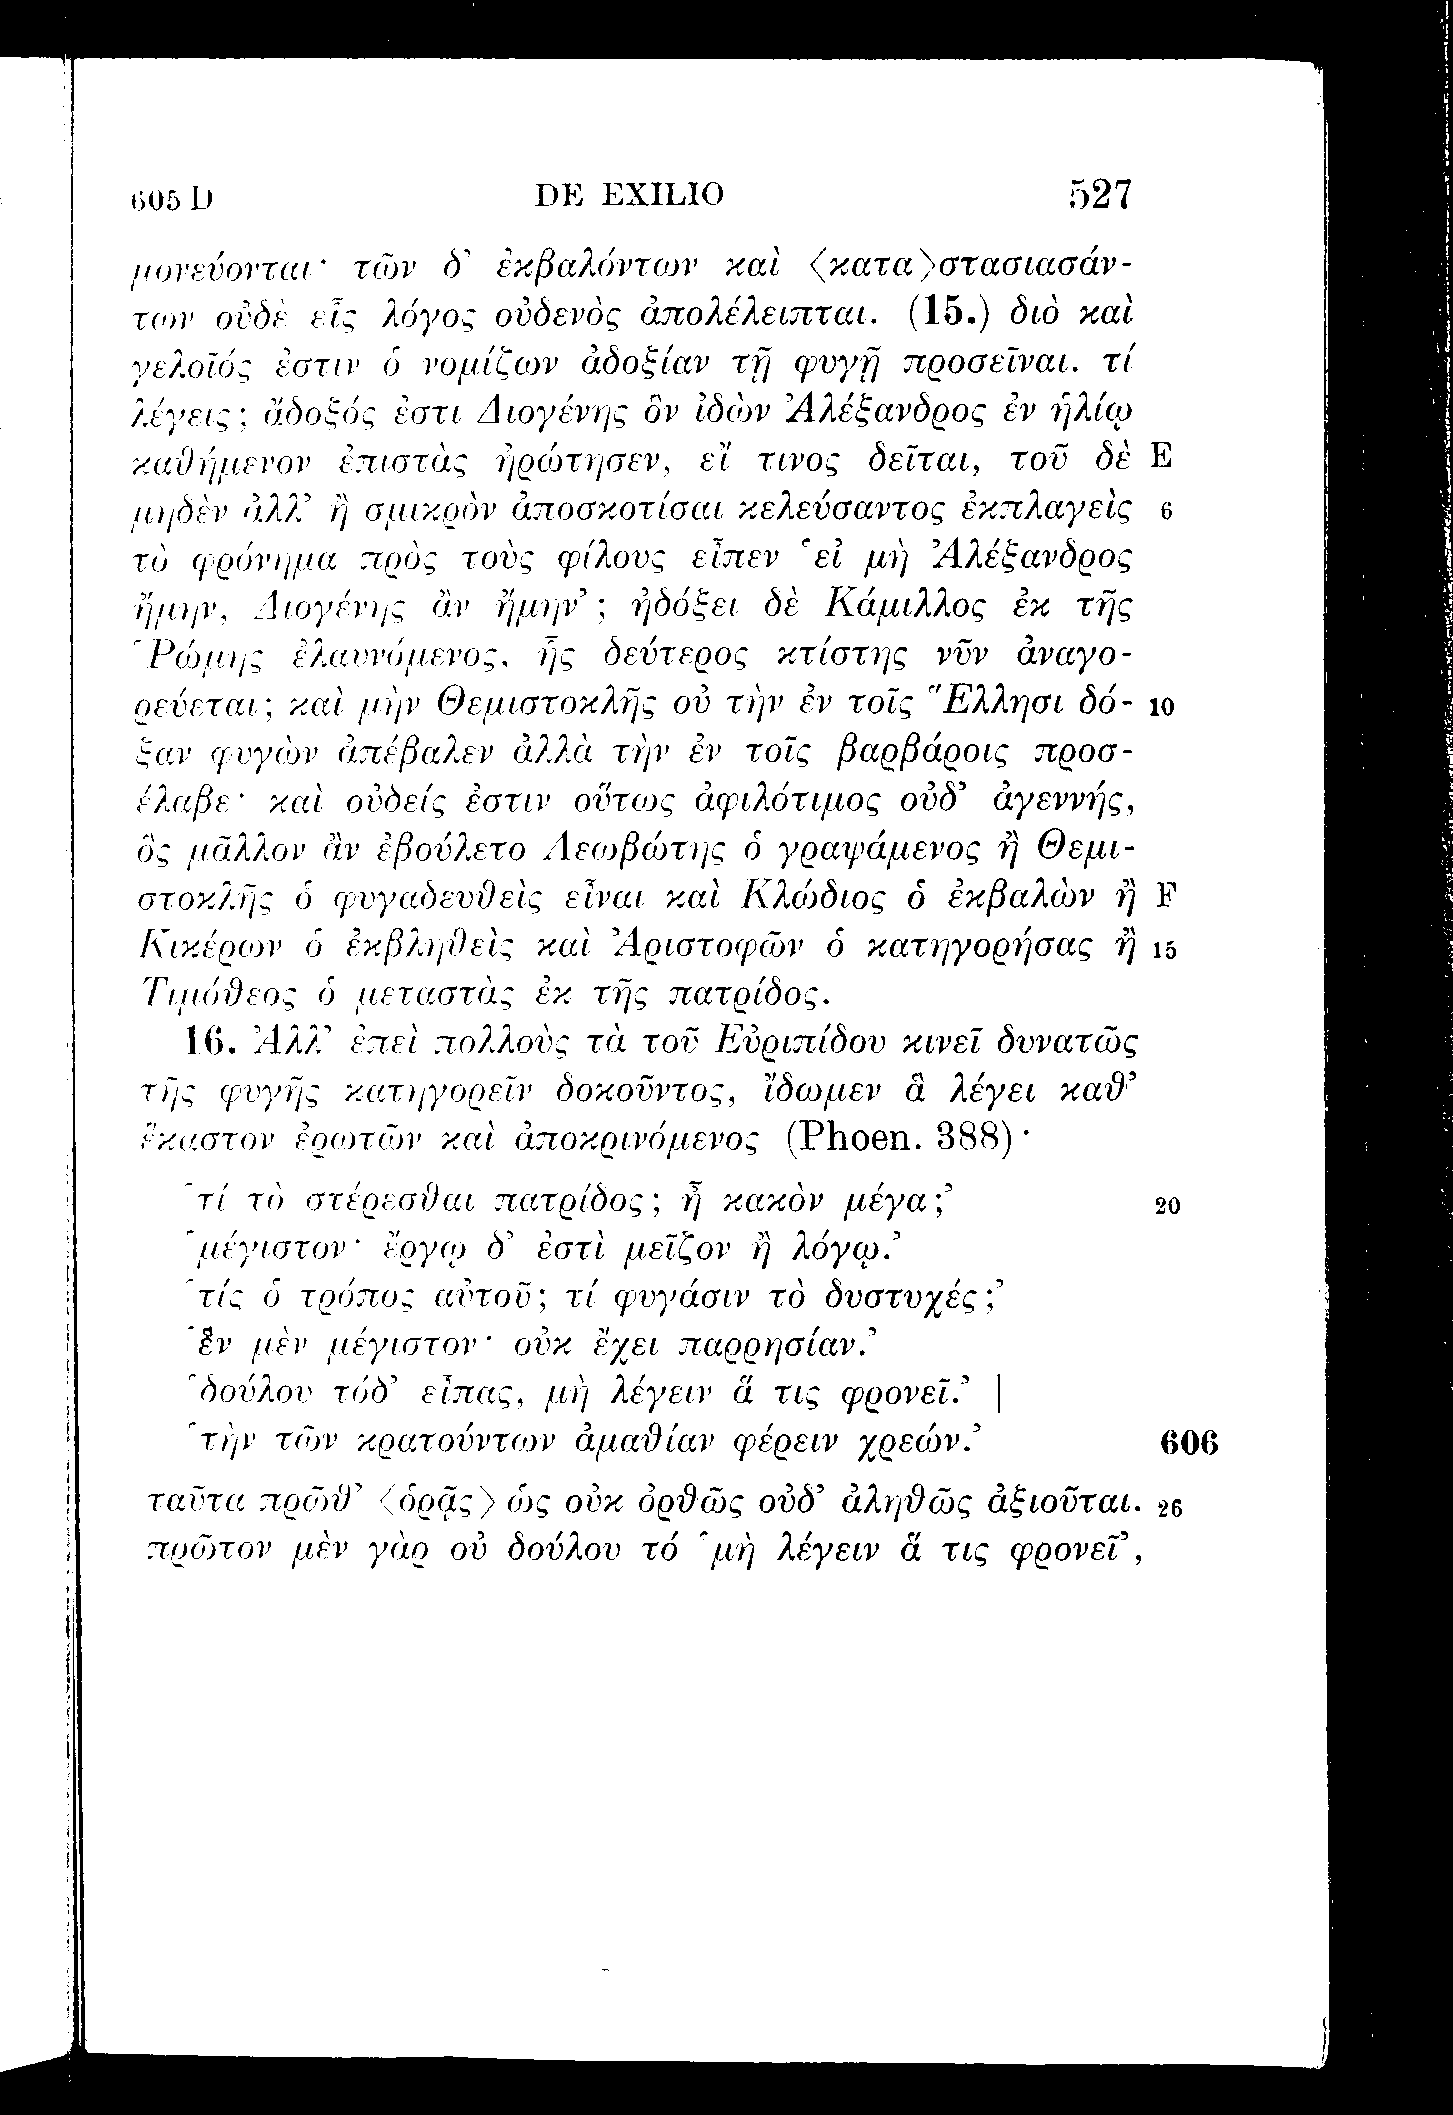 605 D DE EXILIO 527
μονεύονται· τῶν δ’ ἐκβαλόντων καὶ ⟨κατα⟩στασιασάν-
των οὐδὲ εἷς λόγος οὐδενὸς ἀπολέλειπται. (15.) διὸ καὶ
γελοῖός ἐστιν ὁ νομίζων ἀδοξίαν τῇ φυγῇ προσεῖναι. τί
λέγεις; ἄδοξός ἐστι Διογένης ὃν ἰδὼν Ἀλέξανδρος ἐν ἡλίῳ
καθήμενον ἐπιστὰς ἠρώτησεν, εἴ τινος δεῖται, τοῦ δὲ E
μηδὲν ἀλλ’ ἢ σμικρὸν ἀποσκοτίσαι κελεύσαντος ἐκπλαγεὶς 6
τὸ φρόνημα πρὸς τοὺς φίλους εἶπεν ‘εἰ μὴ Ἀλέξανδρος
ἤμην, Διογένης ἂν ἤμην’; ἠδόξει δὲ Κάμιλλος ἐκ τῆς
Ῥώμης ἐλαυνόμενος, ἧς δεύτερος κτίστης νῦν ἀναγο-
ρεύεται; καὶ μὴν Θεμιστοκλῆς οὐ τὴν ἐν τοῖς Ἕλλησι δό- 10
ξαν φυγὼν ἀπέβαλεν ἀλλὰ τὴν ἐν τοῖς βαρβάροις προσ-
έλαβε· καὶ οὐδείς ἐστιν οὕτως ἀφιλότιμος οὐδ’ ἀγεννής,
ὃς μᾶλλον ἂν ἐβούλετο Λεωβώτης ὁ γραψάμενος ἢ Θεμι-
στοκλῆς ὁ φυγαδευθεὶς εἶναι καὶ Κλώδιος ὁ ἐκβαλὼν ἢ F
Κικέρων ὁ ἐκβληθεὶς καὶ Ἀριστοφῶν ὁ κατηγορήσας ἢ 15
Τιμόθεος ὁ μεταστὰς ἐκ τῆς πατρίδος.
16. Ἀλλ’ ἐπεὶ πολλοὺς τὰ τοῦ Εὐριπίδου κινεῖ δυνατῶς
τῆς φυγῆς κατηγορεῖν δοκοῦντος, ἴδωμεν ἃ λέγει καθ’
ἕκαστον ἐρωτῶν καὶ ἀποκρινόμενος (Phoen. 388)·
‘τί τὸ στέρεσθαι πατρίδος; ἦ κακὸν μέγα;’ 20
‘μέγιστον· ἔργῳ δ’ ἐστὶ μεῖζον ἢ λόγῳ.’
‘τίς ὁ τρόπος αὐτοῦ; τί φυγάσιν τὸ δυστυχές;’
‘ἓν μὲν μέγιστον· οὐκ ἔχει παρρησίαν.’
‘δούλου τόδ’ εἶπας, μὴ λέγειν ἅ τις φρονεῖ.’ |
‘τὴν τῶν κρατούντων ἀμαθίαν φέρειν χρεών.’ 606
ταῦτα πρῶθ’ ⟨ὁρᾷς⟩ ὡς οὐκ ὀρθῶς οὐδ’ ἀληθῶς ἀξιοῦται. 26
πρῶτον μὲν γὰρ οὐ δούλου τό ‘μὴ λέγειν ἅ τις φρονεῖ’,